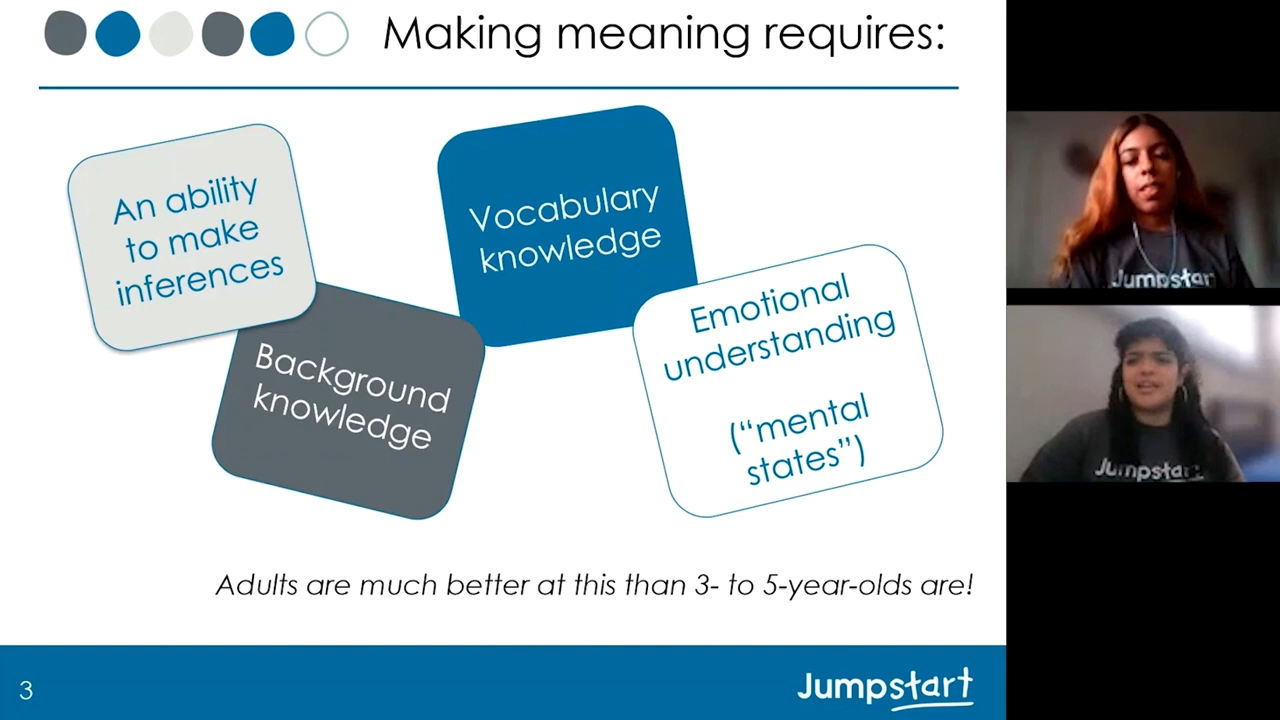 Making meaning requires:
An ability
to make
inferences
Background
knowledge
Vocabulary
knowledge
Emotional
understanding
("mental
states")
Adults are much better at this than 3- to 5-year-olds are!
3
Jumpstart
Jumpstart
Jumpstart